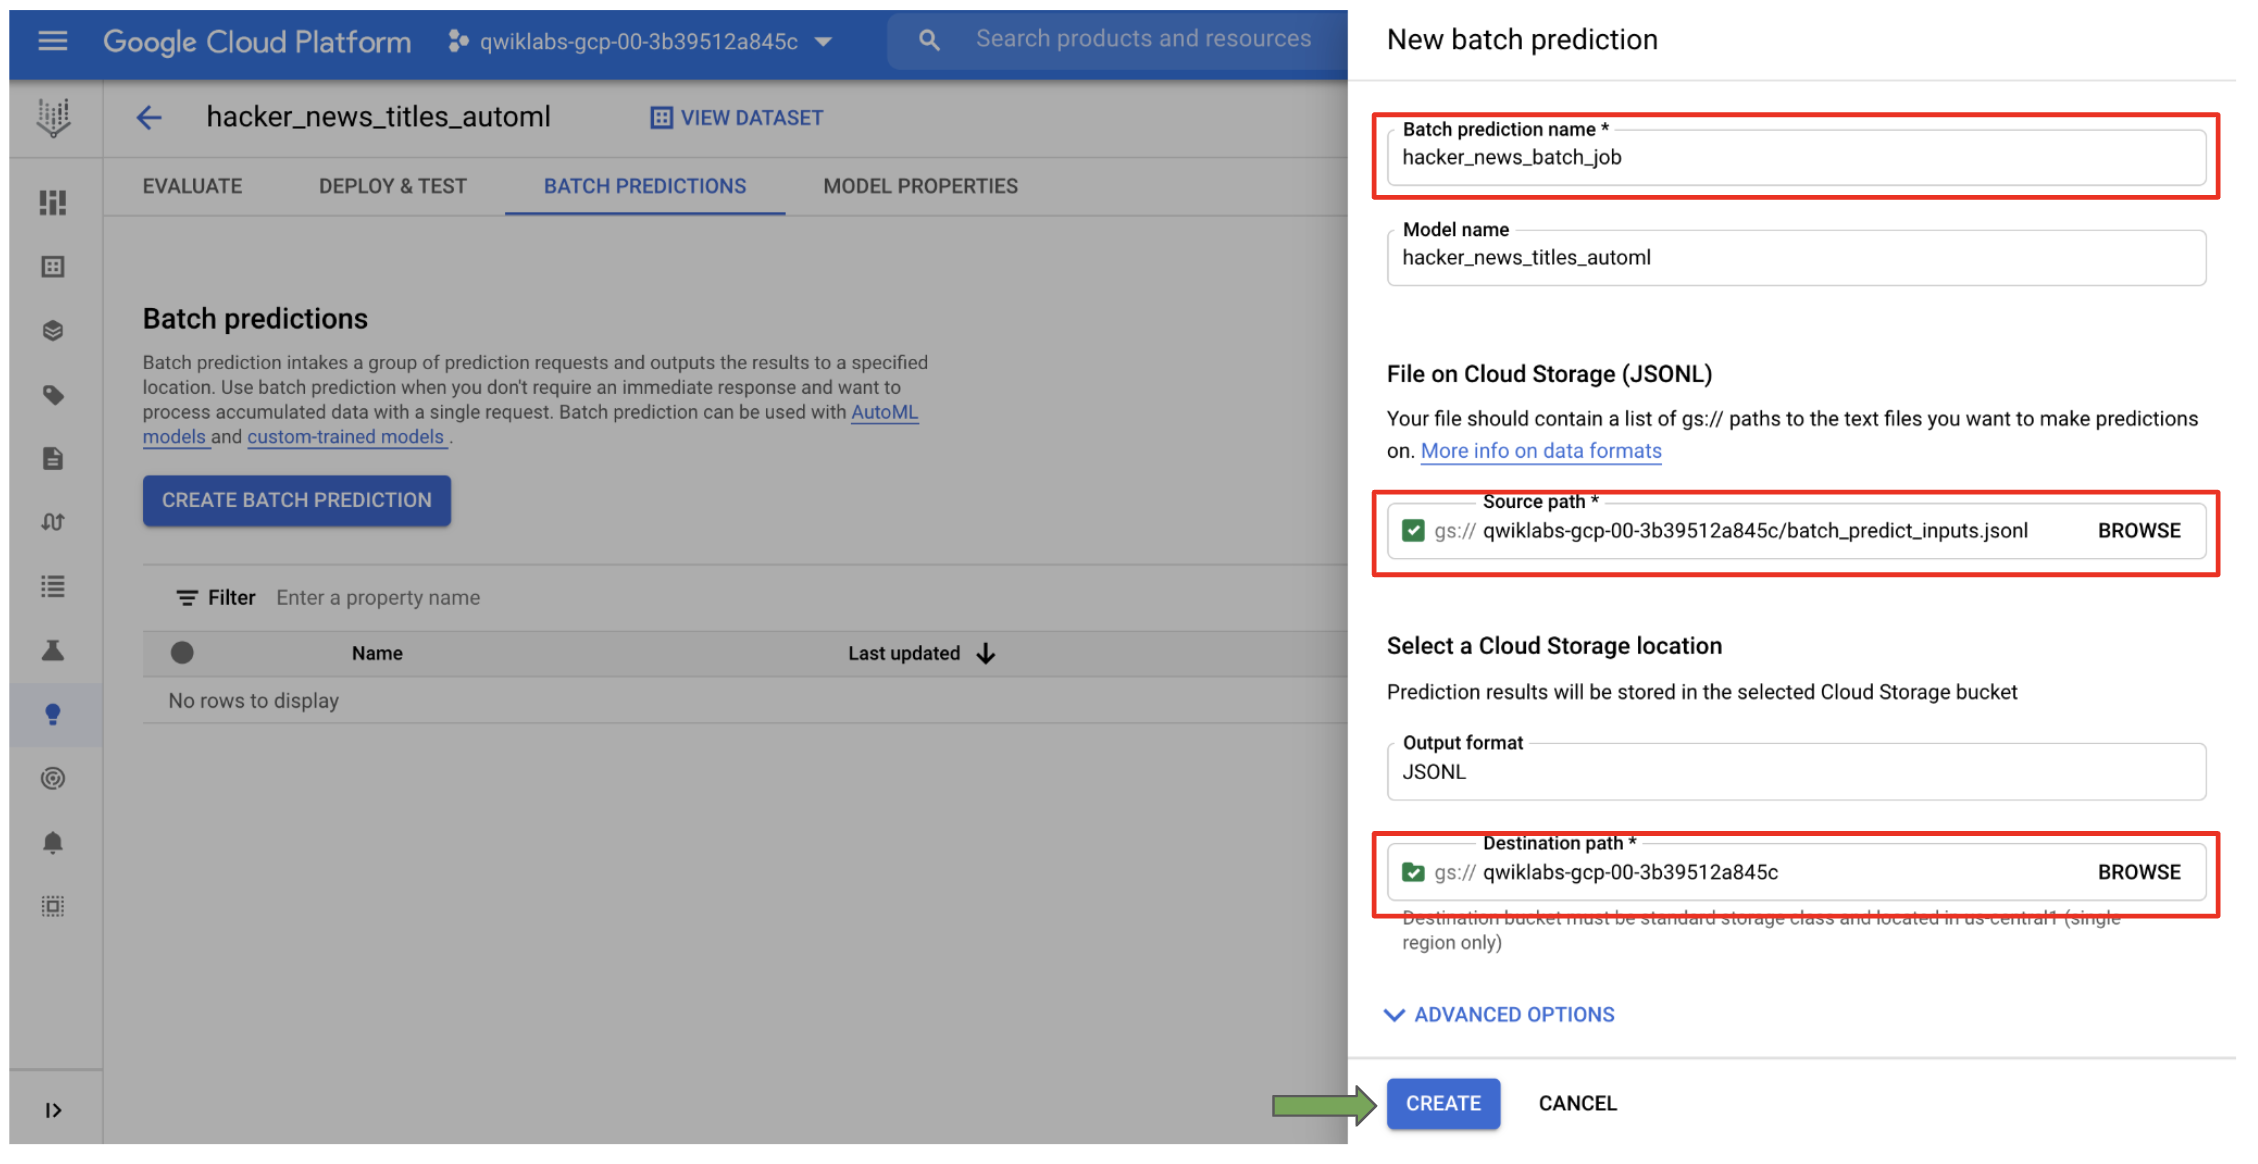 Google Cloud Platform
qwiklabs-gcp-00-3b39512a845c
Search products and resources
hacker_news_titles_automl
VIEW DATASET
EVALUATE
DEPLOY & TEST
BATCH PREDICTIONS
MODEL PROPERTIES
Batch predictions
Batch prediction intakes a group of prediction requests and outputs the results to a specified
location. Use batch prediction when you don't require an immediate response and want to
process accumulated data with a single request. Batch prediction can be used with AutoML
models and custom-trained models .
CREATE BATCH PREDICTION
Filter Enter a property name
Name
Last updated
No rows to display
New batch prediction
Batch prediction name *
hacker_news_batch_job
Model name
hacker_news_titles_automl
File on Cloud Storage (JSONL)
Your file should contain a list of gs:// paths to the text files you want to make predictions
on. More info on data formats
Source path *
gs:// qwiklabs-gcp-00-3b39512a845c/batch_predict_inputs.jsonl
BROWSE
Select a Cloud Storage location
Prediction results will be stored in the selected Cloud Storage bucket
Output format
JSONL
Destination path *
gs:// qwiklabs-gcp-00-3b39512a845c
BROWSE
Destination bucket must be standard storage class and located in us-central1 (single
region only)
ADVANCED OPTIONS
CREATE
CANCEL